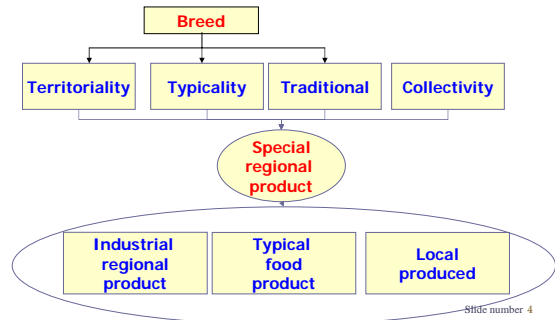 Breed
Territoriality
Typicality
Traditional
Collectivity
Special
regional
product
Industrial
regional
product
Typical
food
product
Local
produced
Slide number 4